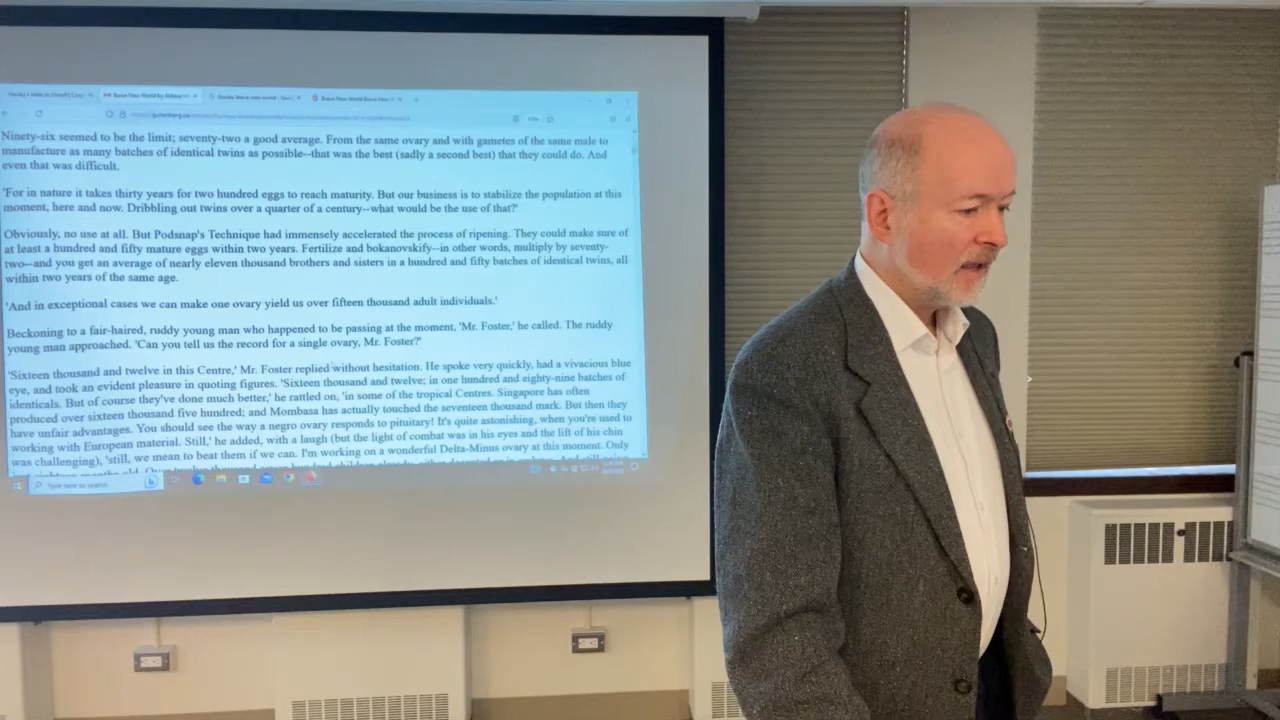 Brave New World by Aldous
Brave New World Brave New
Ninety-six seemed to be the limit; seventy-two a good average. From the same ovary and with gametes of the same male to
manufacture as many batches of identical twins as possible--that was the best (sadly a second best) that they could do. And
even that was difficult.
'For in nature it takes thirty years for two hundred eggs to reach maturity. But our business is to stabilize the population at this
moment, here and now. Dribbling out twins over a quarter of a century--what would be the use of that?'
Obviously, no use at all. But Podsnap's Technique had immensely accelerated the process of ripening. They could make sure of
at least a hundred and fifty mature eggs within two years. Fertilize and bokanovskify--in other words, multiply by seventy-
two--and you get an average of nearly eleven thousand brothers and sisters in a hundred and fifty batches of identical twins, all
within two years of the same age.
'And in exceptional cases we can make one ovary yield us over fifteen thousand adult individuals.'
Beckoning to a fair-haired, ruddy young man who happened to be passing at the moment, 'Mr. Foster,' he called. The ruddy
young man approached. 'Can you tell us the record for a single ovary, Mr. Foster?'
'Sixteen thousand and twelve in this Centre,' Mr. Foster replied without hesitation. He spoke very quickly, had a vivacious blue
eye, and took an evident pleasure in quoting figures. 'Sixteen thousand and twelve; in one hundred and eighty-nine batches of
identicals. But of course they've done much better,' he rattled on, 'in some of the tropical Centres. Singapore has often
produced over sixteen thousand five hundred; and Mombasa has actually touched the seventeen thousand mark. But then they
have unfair advantages. You should see the way a negro ovary responds to pituitary! It's quite astonishing, when you're used to
working with European material. Still,' he added, with a laugh (but the light of combat was in his eyes and the lift of his chin
was challenging), 'still, we mean to beat them if we can. I'm working on a wonderful Delta-Minus ovary at this moment. Only
Type here to search